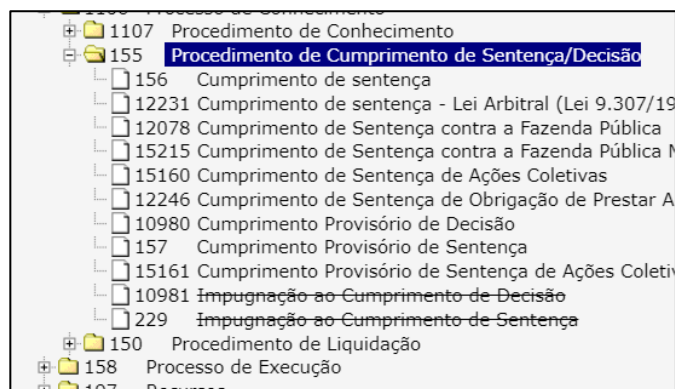 1107 Procedimento de Conhecimento
155 Procedimento de Cumprimento de Sentença/Decisão
156 Cumprimento de sentença
12231 Cumprimento de sentença - Lei Arbitral (Lei 9.307/19
12078 Cumprimento de Sentença contra a Fazenda Pública
15215 Cumprimento de Sentença contra a Fazenda Pública M
15160 Cumprimento de Sentença de Ações Coletivas
12246 Cumprimento de Sentença de Obrigação de Prestar A
10980 Cumprimento Provisório de Decisão
157 Cumprimento Provisório de Sentença
15161 Cumprimento Provisório de Sentença de Ações Coleti
10981 Impugnação ao Cumprimento de Decisão
229 Impugnação ao Cumprimento de Sentença
150 Procedimento de Liquidação
158 Processo de Execução